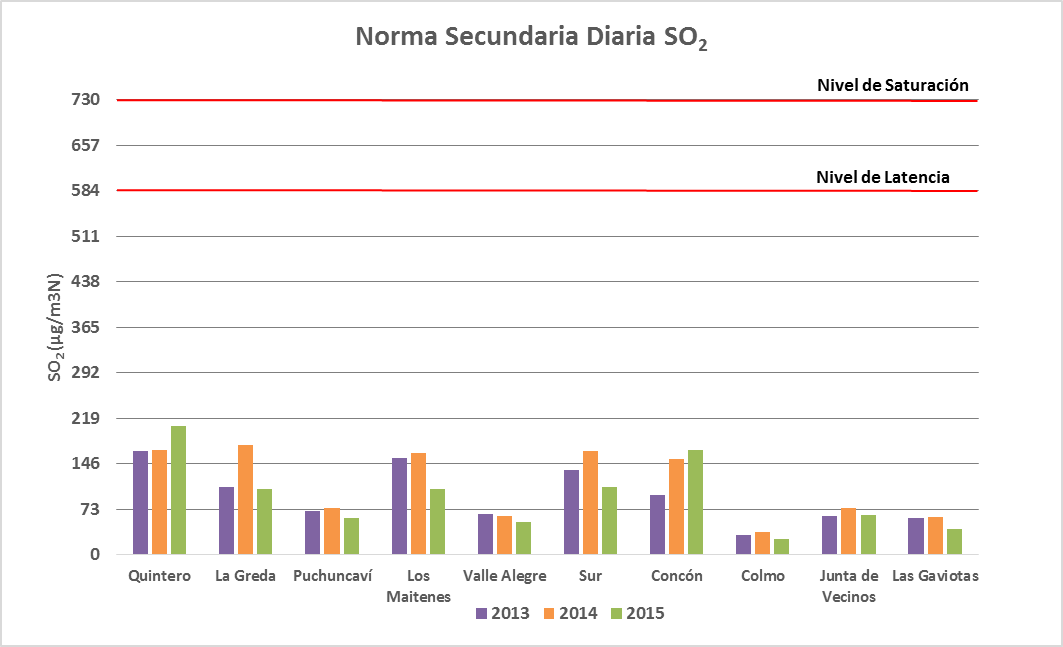 Norma Secundaria Diaria SO₂
Nivel de Saturación
730
657
Nivel de Latencia
584
511
438
365
292
219
146
73
0
SO₂(µg/m3N)
Quintero La Greda Puchuncaví Los Valle Alegre Sur Concón Colmo Junta de Las Gaviotas
Maitenes Vecinos
2013 2014 2015